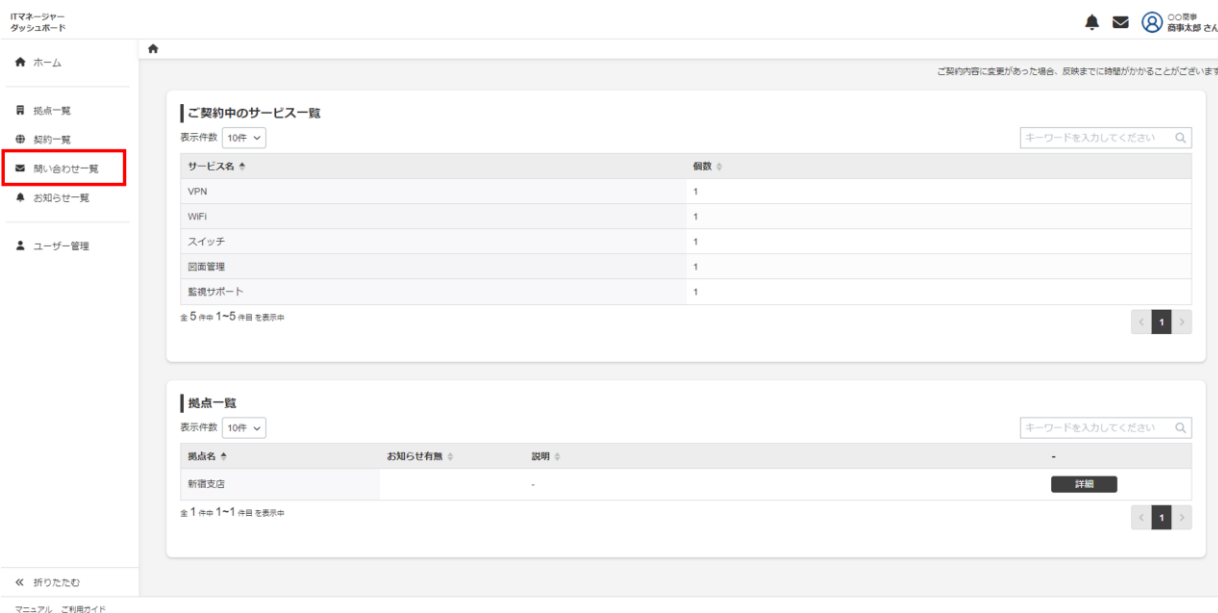 ITマネージャー
ダッシュボード
〇〇商事
商事太郎 さん
ホーム
拠点一覧
契約一覧
問い合わせ一覧
お知らせ一覧
ユーザー管理
折りたたむ
ご契約内容に変更があった場合、反映までに時間がかかることがございます
ご契約中のサービス一覧
表示件数 10件 キーワードを入力してください
サービス名 個数
VPN 1
WiFi 1
スイッチ 1
図面管理 1
監視サポート 1
全 5 件中 1~5 件目 を表示中 < 1 >
拠点一覧
表示件数 10件 キーワードを入力してください
拠点名 お知らせ有無 説明 -
新宿支店 - 詳細
全 1 件中 1~1 件目 を表示中 < 1 >
マニュアル ご利用ガイド